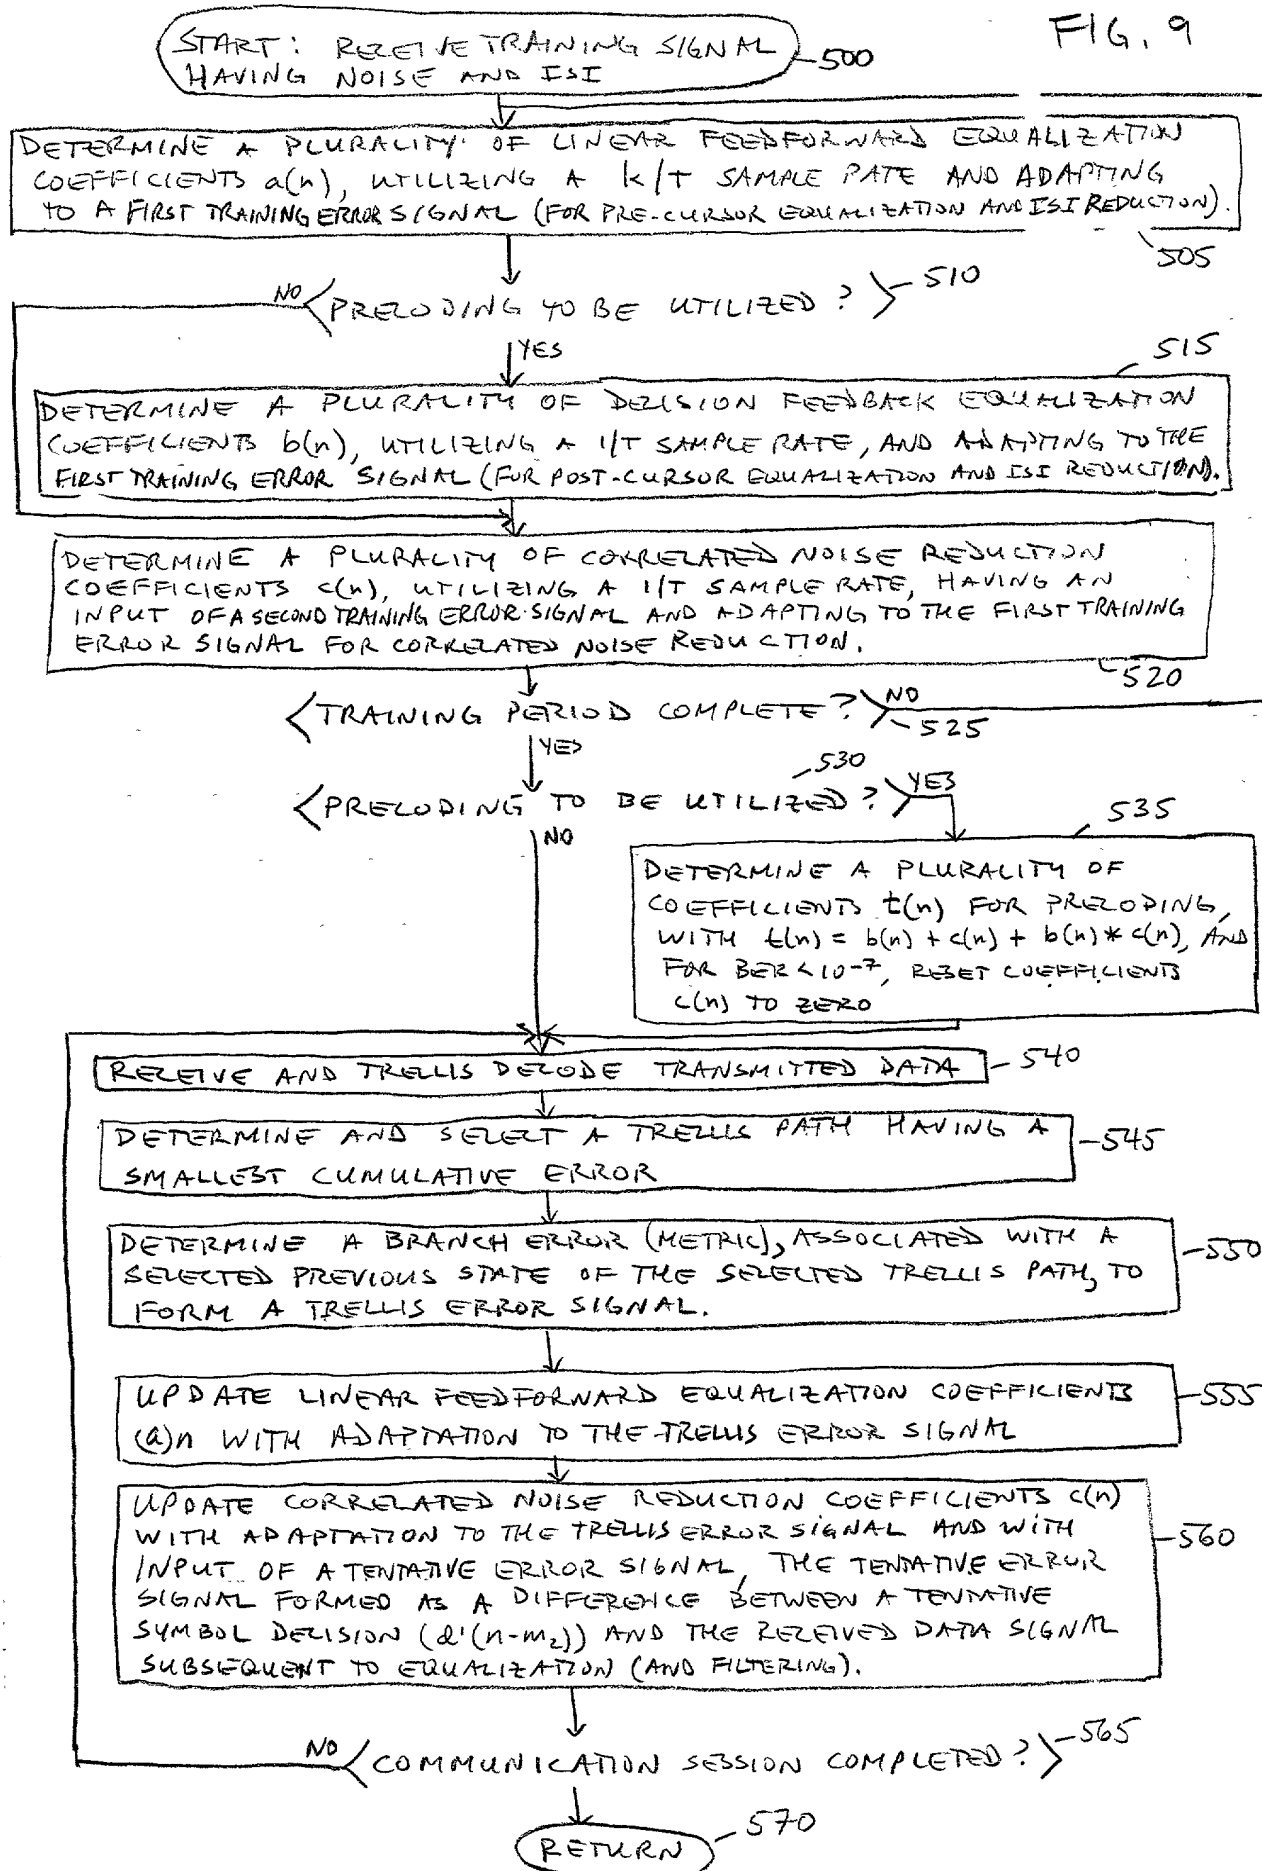 FIG. 9
START: RECEIVE TRAINING SIGNAL
HAVING NOISE AND ISI
500
DETERMINE A PLURALITY OF LINEAR FEEDFORWARD EQUALIZATION
COEFFICIENTS a(n), UTILIZING A k/T SAMPLE RATE AND ADAPTING
TO A FIRST TRAINING ERROR SIGNAL (FOR PRE-CURSOR EQUALIZATION AND ISI REDUCTION).
505
NO
PRECODING TO BE UTILIZED?
510
YES
515
DETERMINE A PLURALITY OF DECISION FEEDBACK EQUALIZATION
COEFFICIENTS b(n), UTILIZING A 1/T SAMPLE RATE, AND ADAPTING TO THE
FIRST TRAINING ERROR SIGNAL (FOR POST-CURSOR EQUALIZATION AND ISI REDUCTION).
DETERMINE A PLURALITY OF CORRELATED NOISE REDUCTION
COEFFICIENTS c(n), UTILIZING A 1/T SAMPLE RATE, HAVING AN
INPUT OF A SECOND TRAINING ERROR SIGNAL AND ADAPTING TO THE FIRST TRAINING
ERROR SIGNAL FOR CORRELATED NOISE REDUCTION.
520
TRAINING PERIOD COMPLETE?
NO
525
YES
530
PRECODING TO BE UTILIZED?
YES
NO
535
DETERMINE A PLURALITY OF
COEFFICIENTS t(n) FOR PRECODING,
WITH t(n) = b(n) + c(n) + b(n) * c(n), AND
FOR BER < 10-7, RESET COEFFICIENTS
c(n) TO ZERO
RECEIVE AND TRELLIS DECODE TRANSMITTED DATA
540
DETERMINE AND SELECT A TRELLIS PATH HAVING A
SMALLEST CUMULATIVE ERROR
545
DETERMINE A BRANCH ERROR (METRIC), ASSOCIATED WITH A
SELECTED PREVIOUS STATE OF THE SELECTED TRELLIS PATH, TO
FORM A TRELLIS ERROR SIGNAL.
550
UPDATE LINEAR FEEDFORWARD EQUALIZATION COEFFICIENTS
(a)n WITH ADAPTATION TO THE TRELLIS ERROR SIGNAL
555
UPDATE CORRELATED NOISE REDUCTION COEFFICIENTS c(n)
WITH ADAPTATION TO THE TRELLIS ERROR SIGNAL AND WITH
INPUT OF A TENTATIVE ERROR SIGNAL, THE TENTATIVE ERROR
SIGNAL FORMED AS A DIFFERENCE BETWEEN A TENTATIVE
SYMBOL DECISION (d'(n-m2)) AND THE RECEIVED DATA SIGNAL
SUBSEQUENT TO EQUALIZATION (AND FILTERING).
560
NO
COMMUNICATION SESSION COMPLETED?
565
RETURN
570